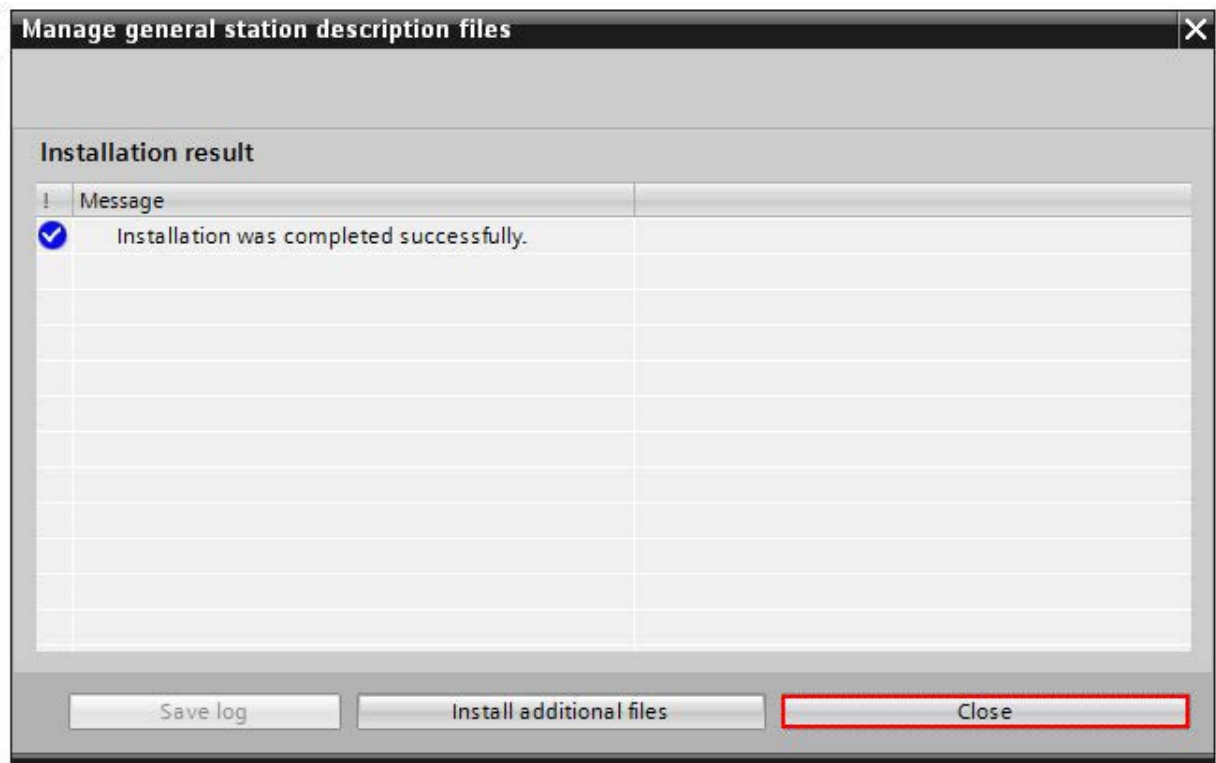 Manage general station description files
Installation result
! Message
Installation was completed successfully.
Save log Install additional files Close